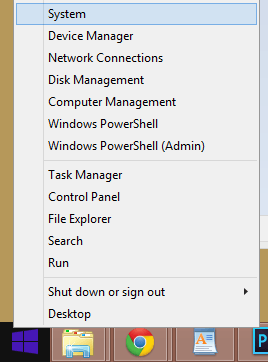 System
Device Manager
Network Connections
Disk Management
Computer Management
Windows PowerShell
Windows PowerShell (Admin)
Task Manager
Control Panel
File Explorer
Search
Run
Shut down or sign out
Desktop